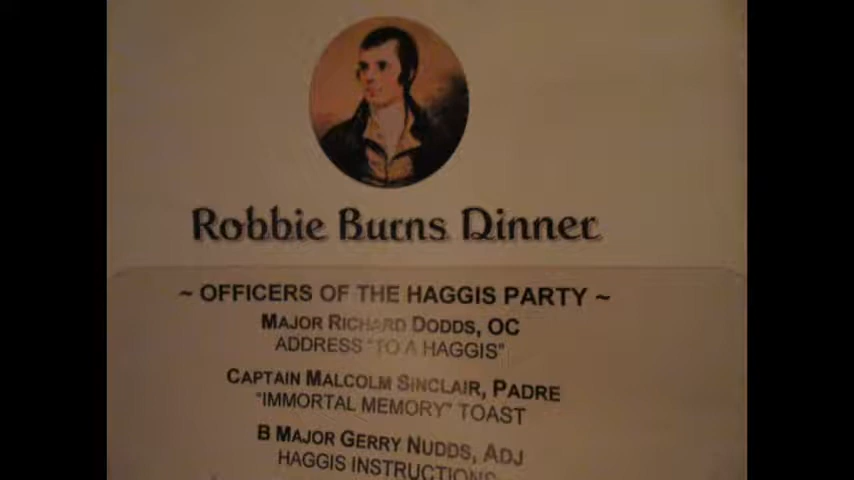 Robbie Burns Dinner
~ OFFICERS OF THE HAGGIS PARTY ~
MAJOR RICHARD DODDS, OC
ADDRESS "TO A HAGGIS"
CAPTAIN MALCOLM SINCLAIR, PADRE
"IMMORTAL MEMORY" TOAST
B MAJOR GERRY NUDDS, ADJ
HAGGIS INSTRUCTIONS